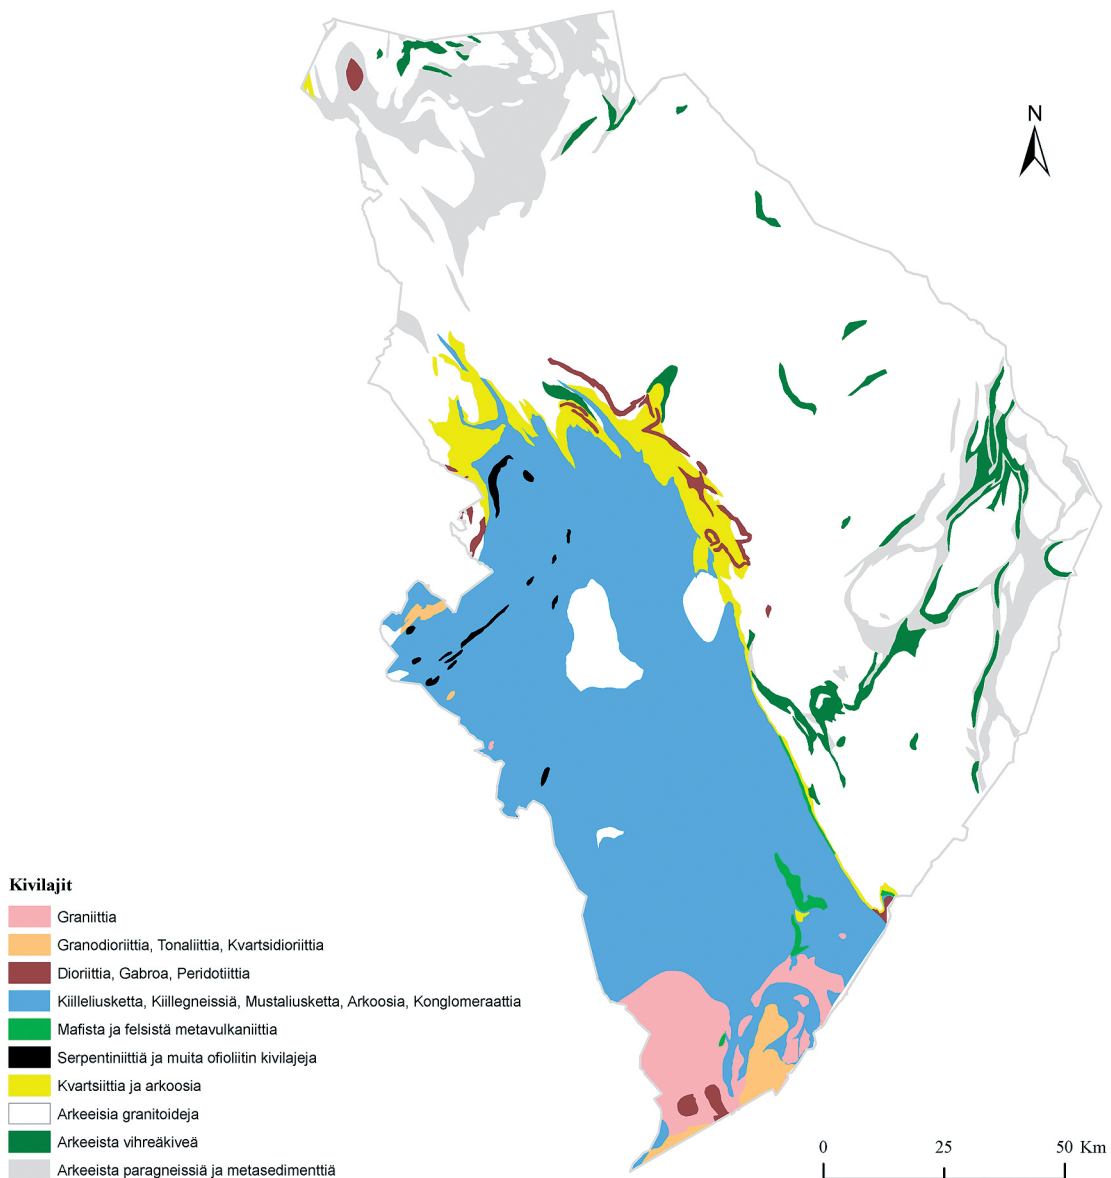 N
Kivilajit
Graniittia
Granodioriittia, Tonaliittia, Kvartsidioriittia
Dioriittia, Gabroa, Peridotiittia
Kiilleliusketta, Kiillegneissiä, Mustaliusketta, Arkoosia, Konglomeraattia
Mafista ja felsistä metavulkaniittia
Serpentiniittiä ja muita ofioliitin kivilajeja
Kvartsiittia ja arkoosia
Arkeeisia granitoideja
Arkeeista vihreäkiveä
Arkeeista paragneissiä ja metasedimenttiä
0 25 50 Km